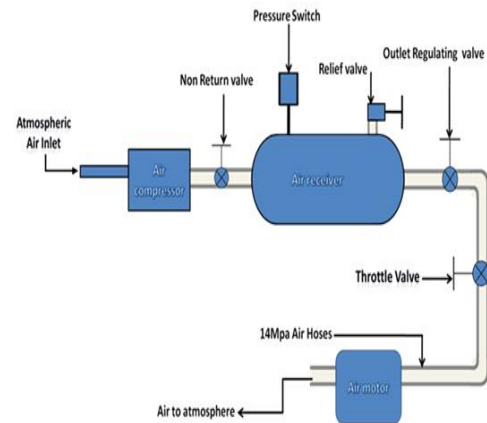 Pressure Switch
Outlet Regulating valve
Non Return valve
Relief valve
Atmospheric
Air Inlet
Air
compressor
Air receiver
Throttle Valve
14Mpa Air Hoses
Air motor
Air to atmosphere